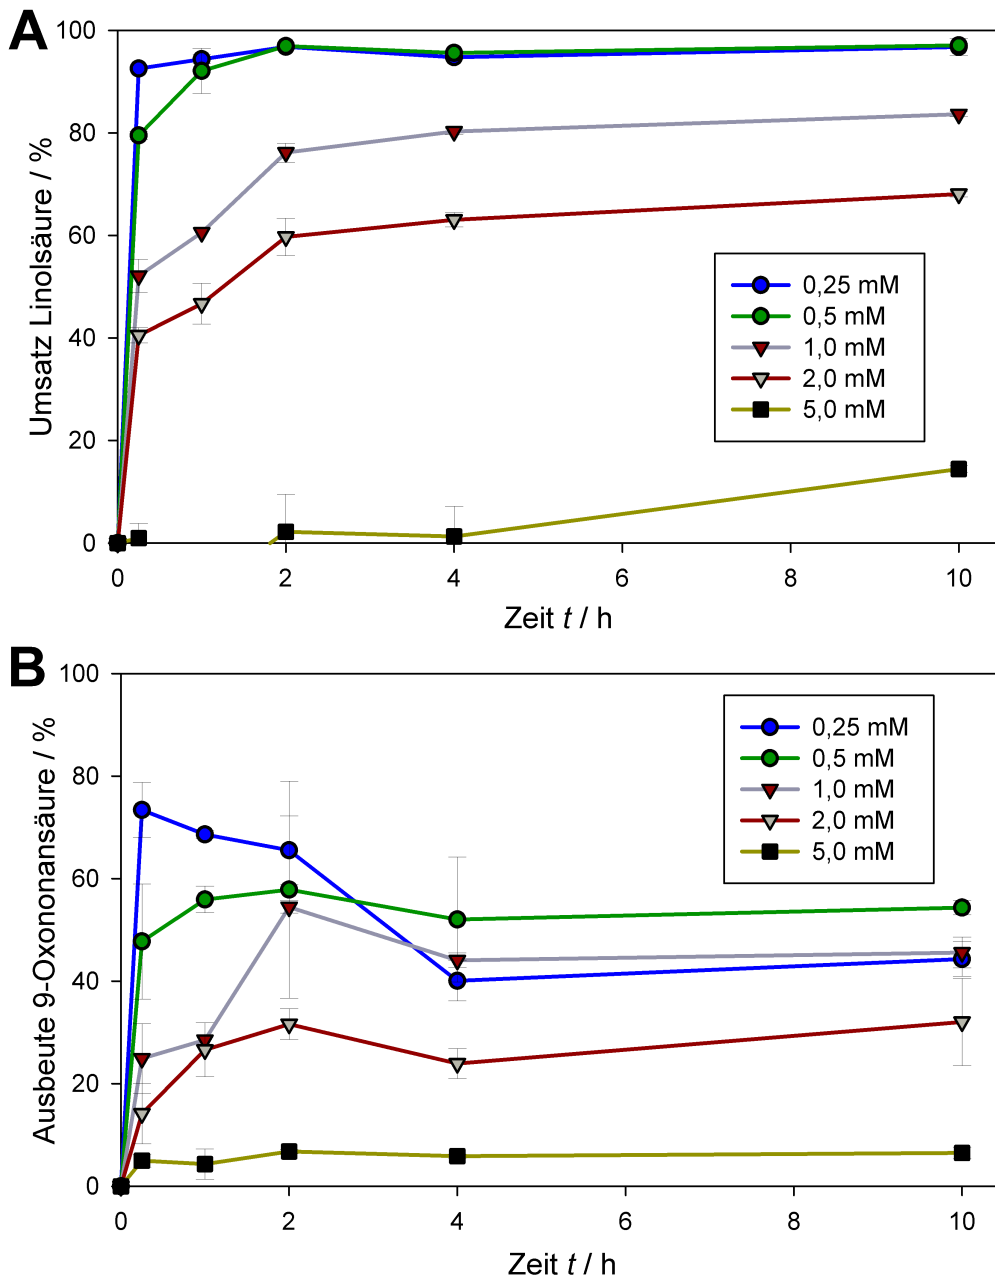 A
100
80
60
40
20
0
Umsatz Linolsäure / %
0,25 mM
0,5 mM
1,0 mM
2,0 mM
5,0 mM
0 2 4 6 8 10
Zeit t / h
B
100
80
60
40
20
0
Ausbeute 9-Oxononansäure / %
0,25 mM
0,5 mM
1,0 mM
2,0 mM
5,0 mM
0 2 4 6 8 10
Zeit t / h